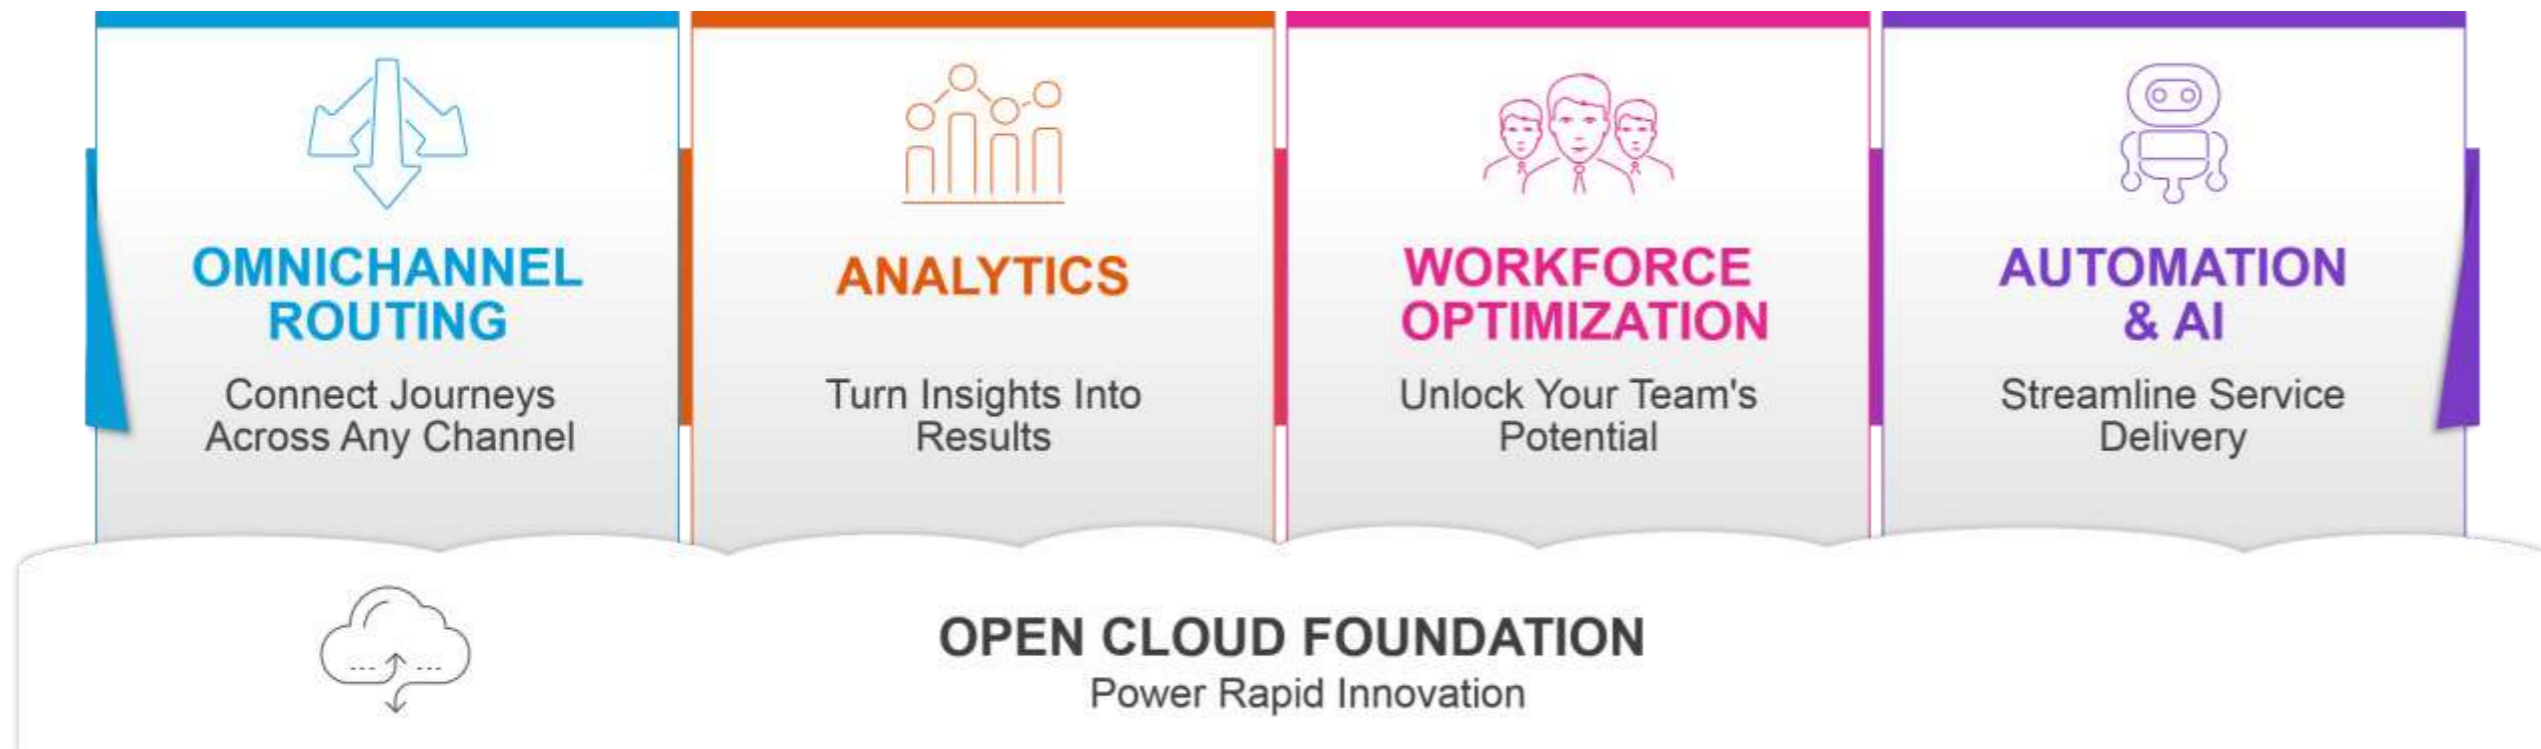 OMNICHANNEL
ROUTING
Connect Journeys
Across Any Channel
ANALYTICS
Turn Insights Into
Results
WORKFORCE
OPTIMIZATION
Unlock Your Team's
Potential
AUTOMATION
& AI
Streamline Service
Delivery
OPEN CLOUD FOUNDATION
Power Rapid Innovation